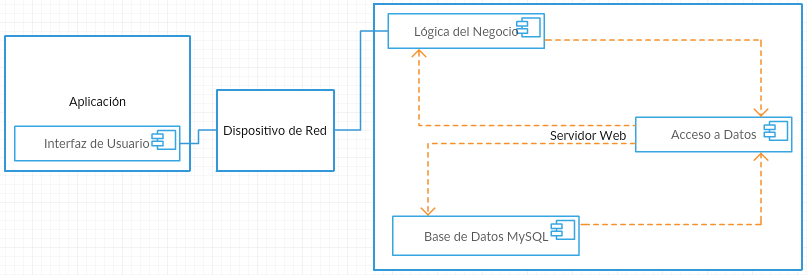 Aplicación
Interfaz de Usuario
Dispositivo de Red
Lógica del Negocio
Servidor Web
Acceso a Datos
Base de Datos MySQL